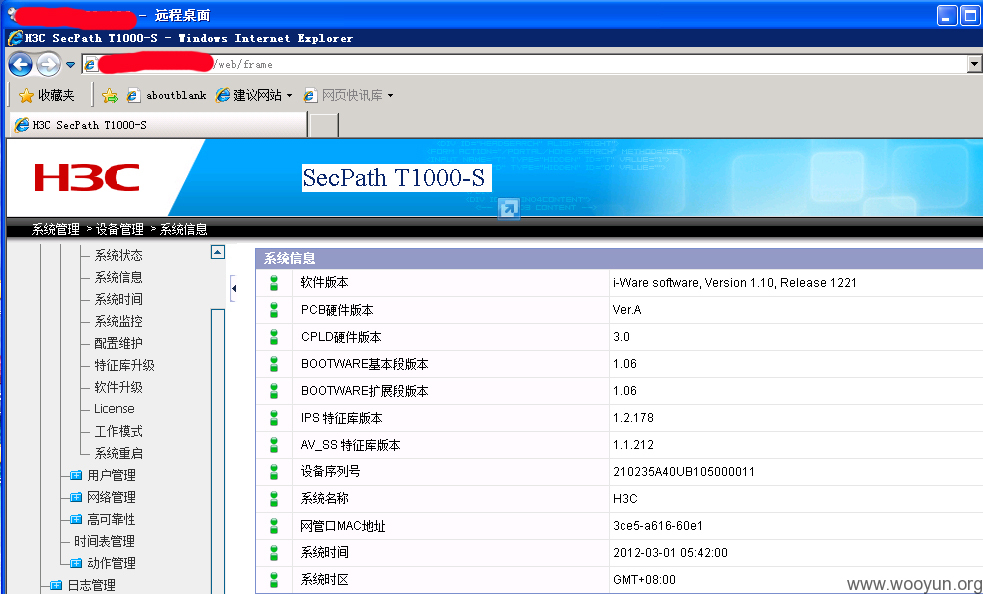 - 远程桌面
H3C SecPath T1000-S - Windows Internet Explorer
/web/frame
收藏夹 aboutblank 建议网站 网页快讯库
H3C SecPath T1000-S
H3C
SecPath T1000-S
系统管理 > 设备管理 > 系统信息
系统状态
系统信息
系统时间
系统监控
配置维护
特征库升级
软件升级
License
工作模式
系统重启
用户管理
网络管理
高可靠性
时间表管理
动作管理
日志管理
系统信息
软件版本 i-Ware software, Version 1.10, Release 1221
PCB硬件版本 Ver.A
CPLD硬件版本 3.0
BOOTWARE基本段版本 1.06
BOOTWARE扩展段版本 1.06
IPS 特征库版本 1.2.178
AV_SS 特征库版本 1.1.212
设备序列号 210235A40UB105000011
系统名称 H3C
网管口MAC地址 3ce5-a616-60e1
系统时间 2012-03-01 05:42:00
系统时区 GMT+08:00
www.wooyun.org